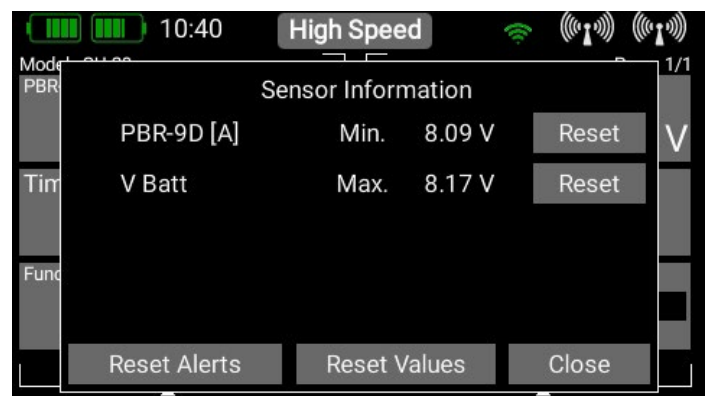 10:40 High Speed
1/1
PBR
Sensor Information
PBR-9D [A] Min. 8.09 V Reset
V
V Batt Max. 8.17 V Reset
Reset Alerts Reset Values Close